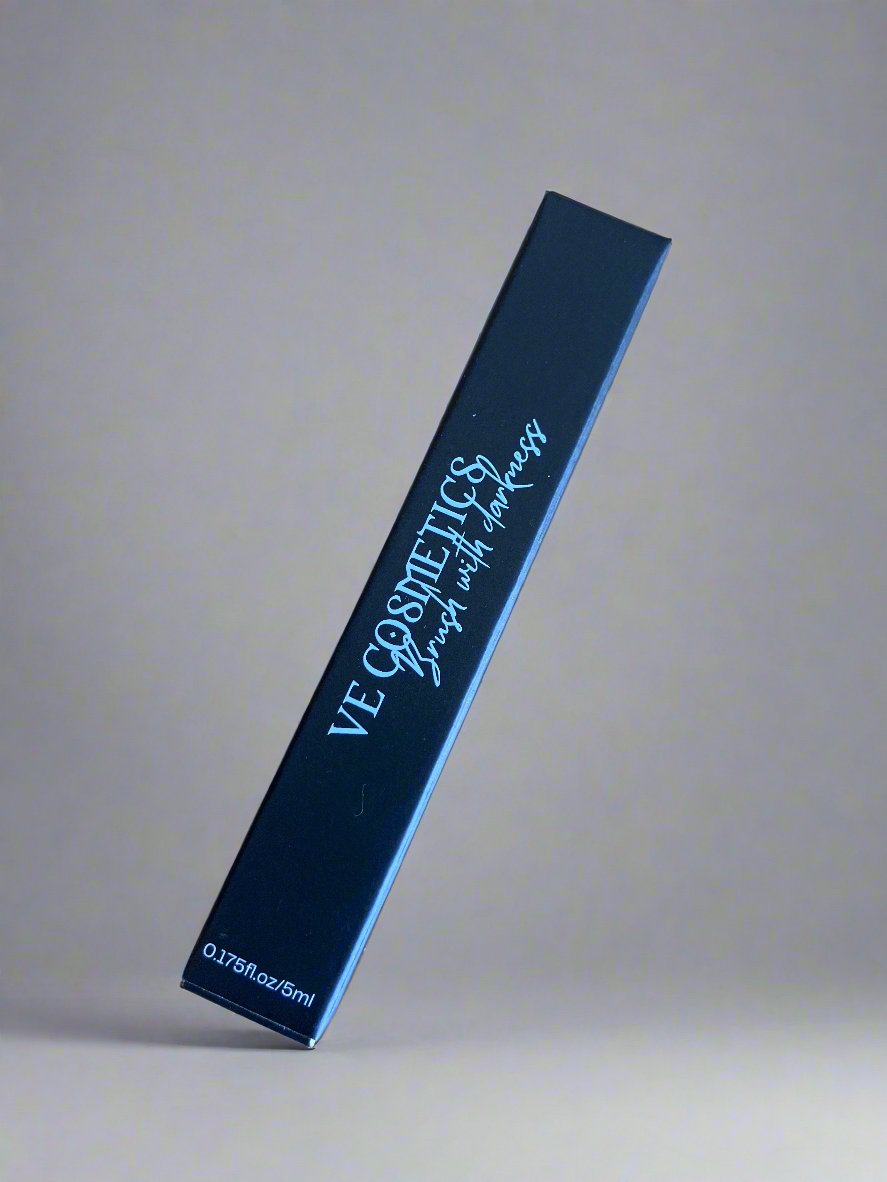 VE COSMETICS
Brush with darkness
0.175fl.oz/5ml